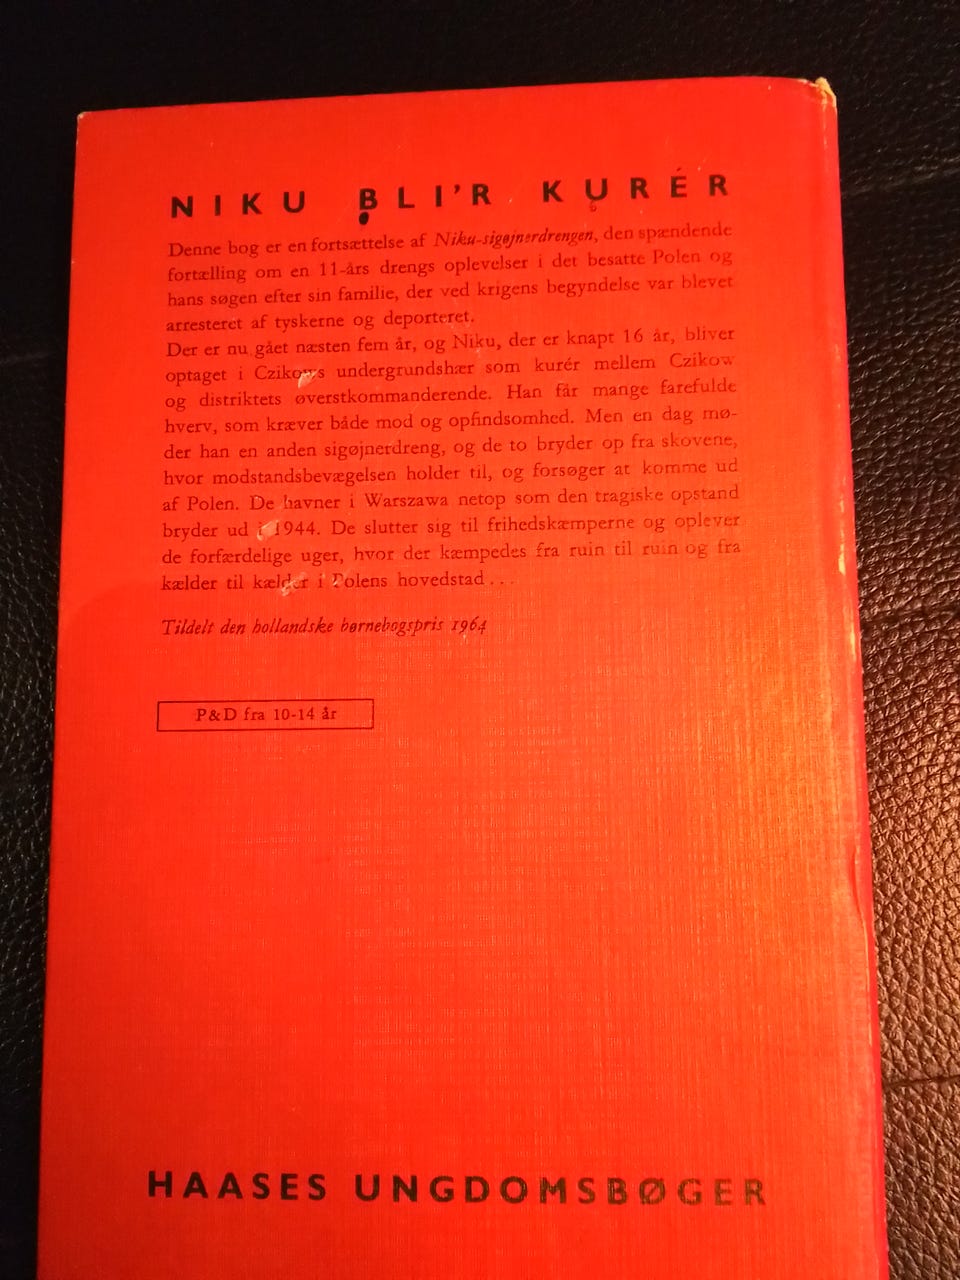 NIKU BLI'R KURÉR
Denne bog er en fortsættelse af Niku-sigøjnerdrengen, den spændende
fortælling om en 11-års drengs oplevelser i det besatte Polen og
hans søgen efter sin familie, der ved krigens begyndelse var blevet
arresteret af tyskerne og deporteret.
Der er nu gået næsten fem år, og Niku, der er knapt 16 år, bliver
optaget i Czikows undergrundshær som kurér mellem Czikow
og distriktets øverstkommanderende. Han får mange farefulde
hverv, som kræver både mod og opfindsomhed. Men en dag mø-
der han en anden sigøjnerdreng, og de to bryder op fra skovene,
hvor modstandsbevægelsen holder til, og forsøger at komme ud
af Polen. De havner i Warszawa netop som den tragiske opstand
bryder ud i 1944. De slutter sig til frihedskæmperne og oplever
de forfærdelige uger, hvor der kæmpedes fra ruin til ruin og fra
kælder til kælder i Polens hovedstad...
Tildelt den hollandske børnebogspris 1964
P&D fra 10-14 år
HAASES UNGDOMSBØGER